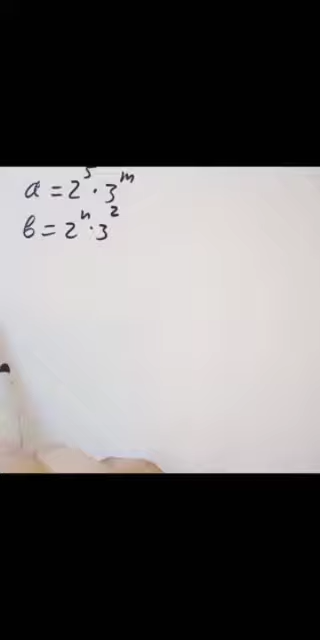 a = 2⁵ · 3ᵐ
b = 2ⁿ · 3²